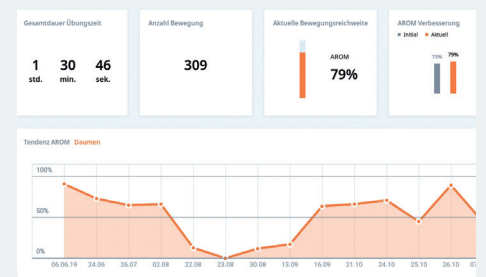 Gesamtdauer Übungszeit
1 30 46
std. min. sek.
Anzahl Bewegung
309
Aktuelle Bewegungsreichweite
AROM
79%
AROM Verbesserung
Initial Aktuell
73% 79%
Tendenz AROM Daumen
100%
50%
0%
06.06.19 24.06 26.07 02.08 22.08 23.08 30.08 13.09 16.09 21.10 24.10 25.10 26.10 07